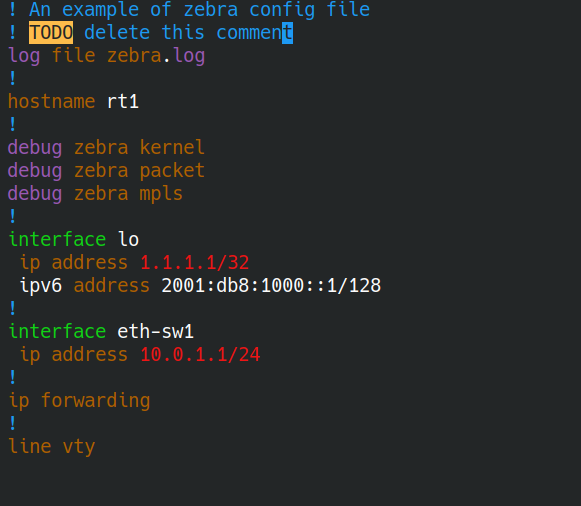 ! An example of zebra config file
! TODO delete this comment
log file zebra.log
!
hostname rt1
!
debug zebra kernel
debug zebra packet
debug zebra mpls
!
interface lo
 ip address 1.1.1.1/32
 ipv6 address 2001:db8:1000::1/128
!
interface eth-sw1
 ip address 10.0.1.1/24
!
ip forwarding
!
line vty